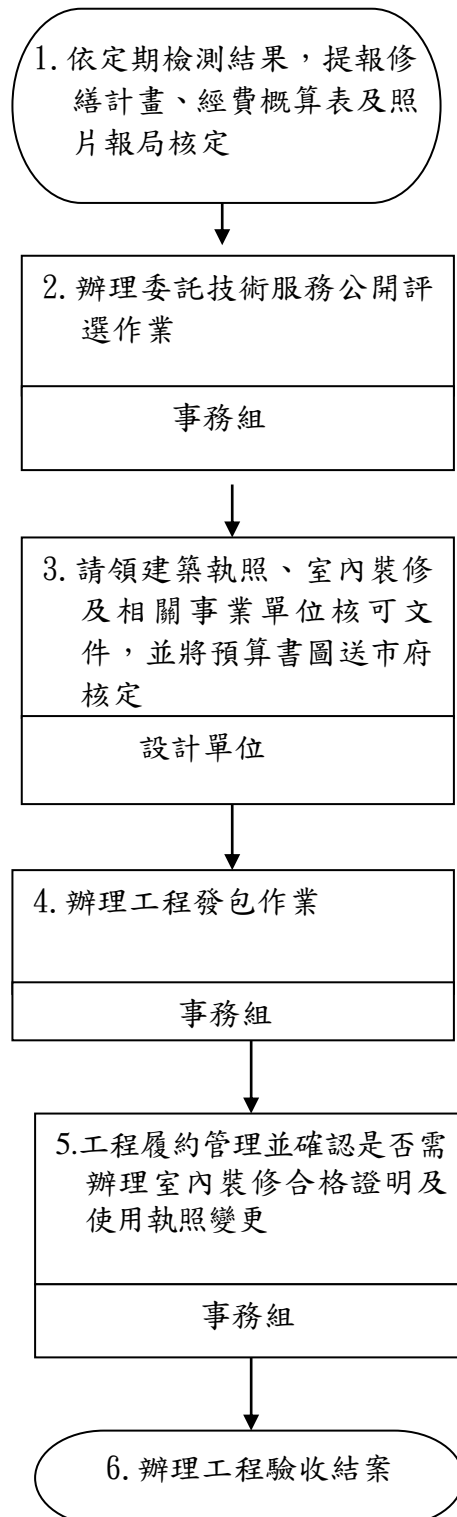 1. 依定期檢測結果，提報修
繕計畫、經費概算表及照
片報局核定
2. 辦理委託技術服務公開評
選作業
事務組
3. 請領建築執照、室內裝修
及相關事業單位核可文
件，並將預算書圖送市府
核定
設計單位
4. 辦理工程發包作業
事務組
5.工程履約管理並確認是否需
辦理室內裝修合格證明及
使用執照變更
事務組
6. 辦理工程驗收結案